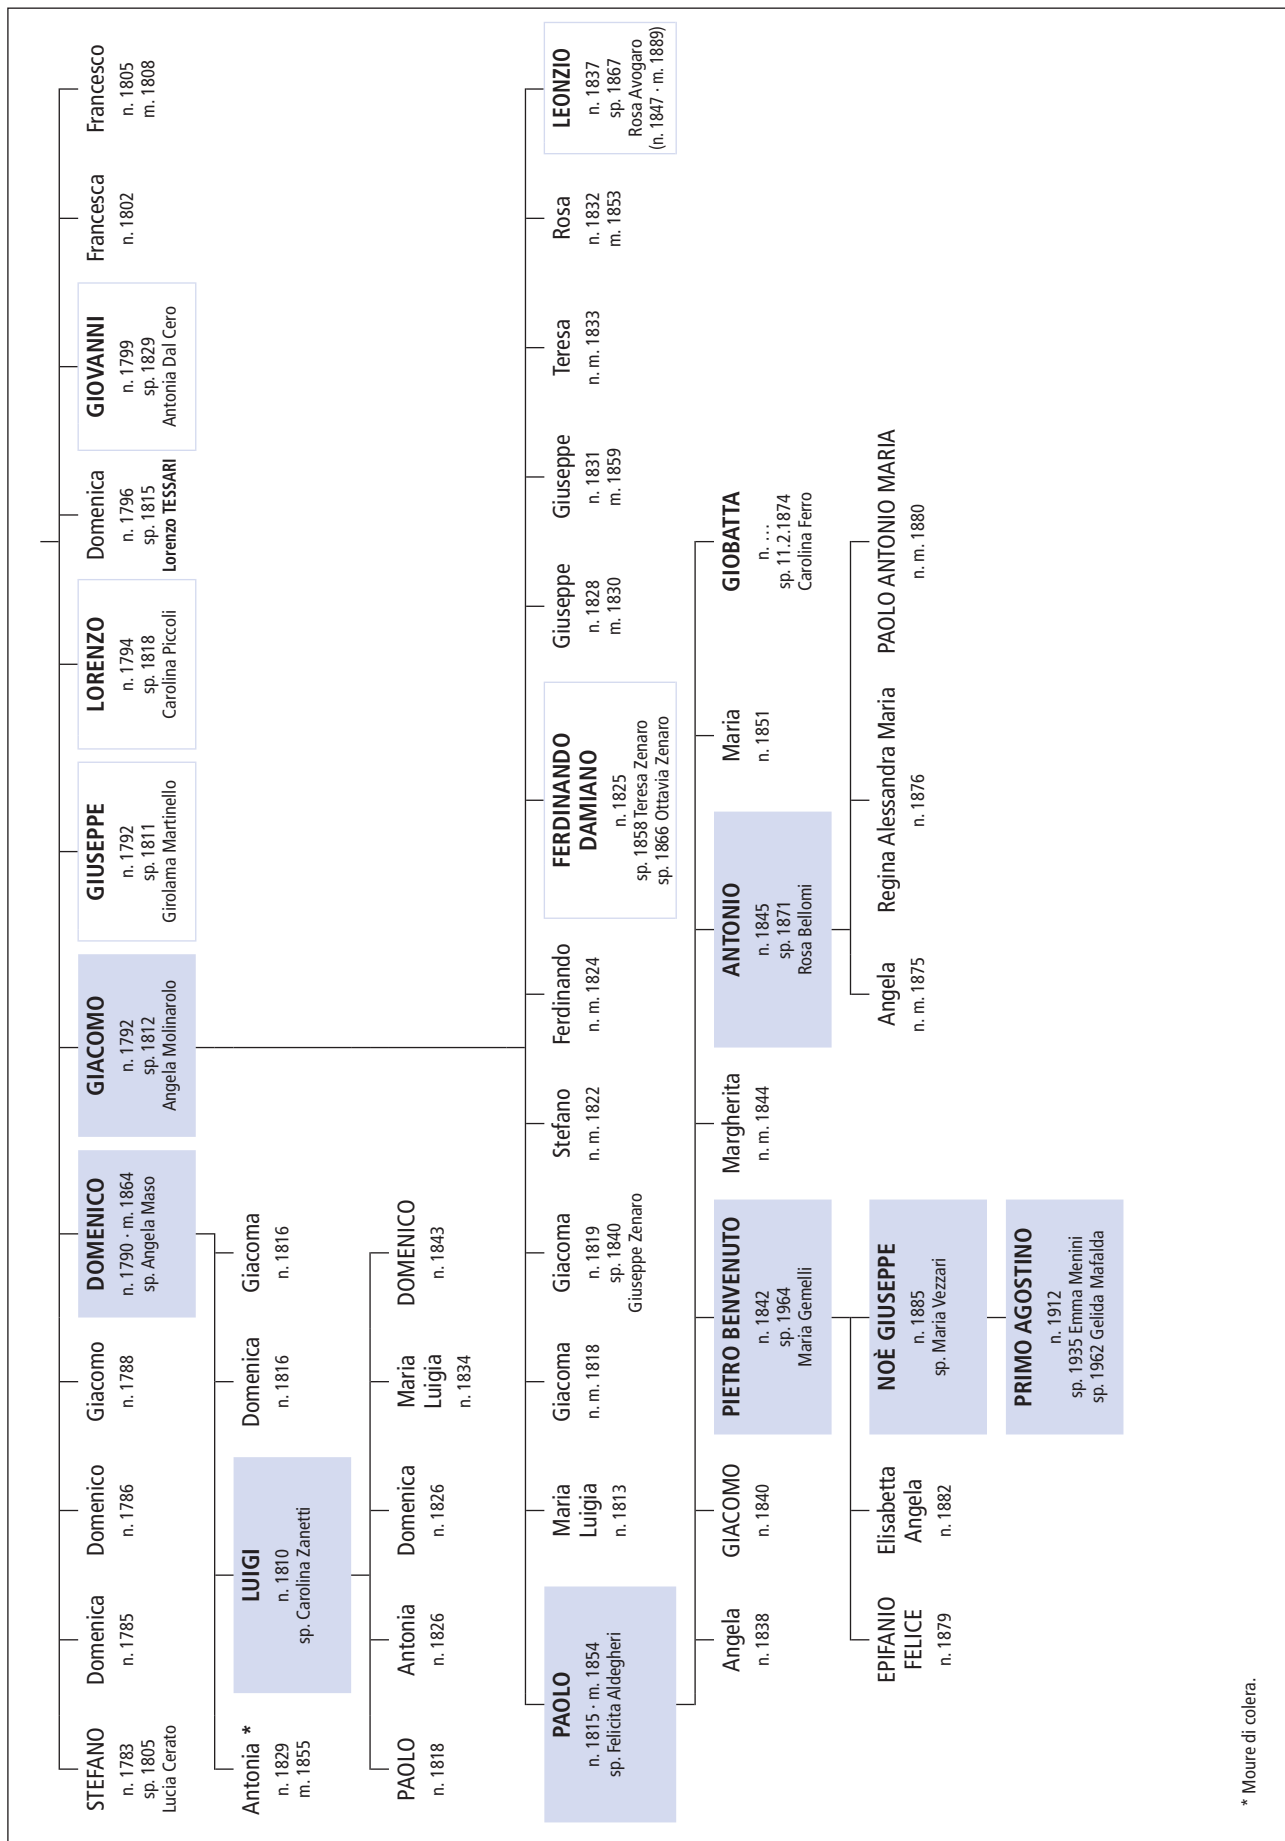 STEFANO
n. 1783
sp. 1805
Lucia Cerato
Domenica
n. 1785
Domenico
n. 1786
Giacomo
n. 1788
DOMENICO
n. 1790 · m. 1864
sp. Angela Maso
GIACOMO
n. 1792
sp. 1812
Angela Molinarolo
GIUSEPPE
n. 1792
sp. 1811
Girolama Martinello
LORENZO
n. 1794
sp. 1818
Carolina Piccoli
Domenica
n. 1796
sp. 1815
Lorenzo TESSARI
GIOVANNI
n. 1799
sp. 1829
Antonia Dal Cero
Francesca
n. 1802
Francesco
n. 1805
m. 1808
Antonia *
n. 1829
m. 1855
LUIGI
n. 1810
sp. Carolina Zanetti
Domenica
n. 1816
Giacoma
n. 1816
PAOLO
n. 1818
Antonia
n. 1826
Domenica
n. 1826
Maria
Luigia
n. 1834
DOMENICO
n. 1843
PAOLO
n. 1815 · m. 1854
sp. Felicita Aldegheri
Maria
Luigia
n. 1813
Giacoma
n. m. 1818
Giacoma
n. 1819
sp. 1840
Giuseppe Zenaro
Stefano
n. m. 1822
Ferdinando
n. m. 1824
FERDINANDO
DAMIANO
n. 1825
sp. 1858 Teresa Zenaro
sp. 1866 Ottavia Zenaro
Giuseppe
n. 1828
m. 1830
Giuseppe
n. 1831
m. 1859
Teresa
n. m. 1833
Rosa
n. 1832
m. 1853
LEONZIO
n. 1837
sp. 1867
Rosa Avogaro
(n. 1847 · m. 1889)
Angela
n. 1838
GIACOMO
n. 1840
PIETRO BENVENUTO
n. 1842
sp. 1964
Maria Gemelli
Margherita
n. m. 1844
ANTONIO
n. 1845
sp. 1871
Rosa Bellomi
Maria
n. 1851
GIOBATTA
n. ...
sp. 11.2.1874
Carolina Ferro
EPIFANIO
FELICE
n. 1879
Elisabetta
Angela
n. 1882
NOÈ GIUSEPPE
n. 1885
sp. Maria Vezzari
Angela
n. m. 1875
Regina Alessandra Maria
n. 1876
PAOLO ANTONIO MARIA
n. m. 1880
PRIMO AGOSTINO
n. 1912
sp. 1935 Emma Menini
sp. 1962 Gelida Mafalda
* Moure di colera.